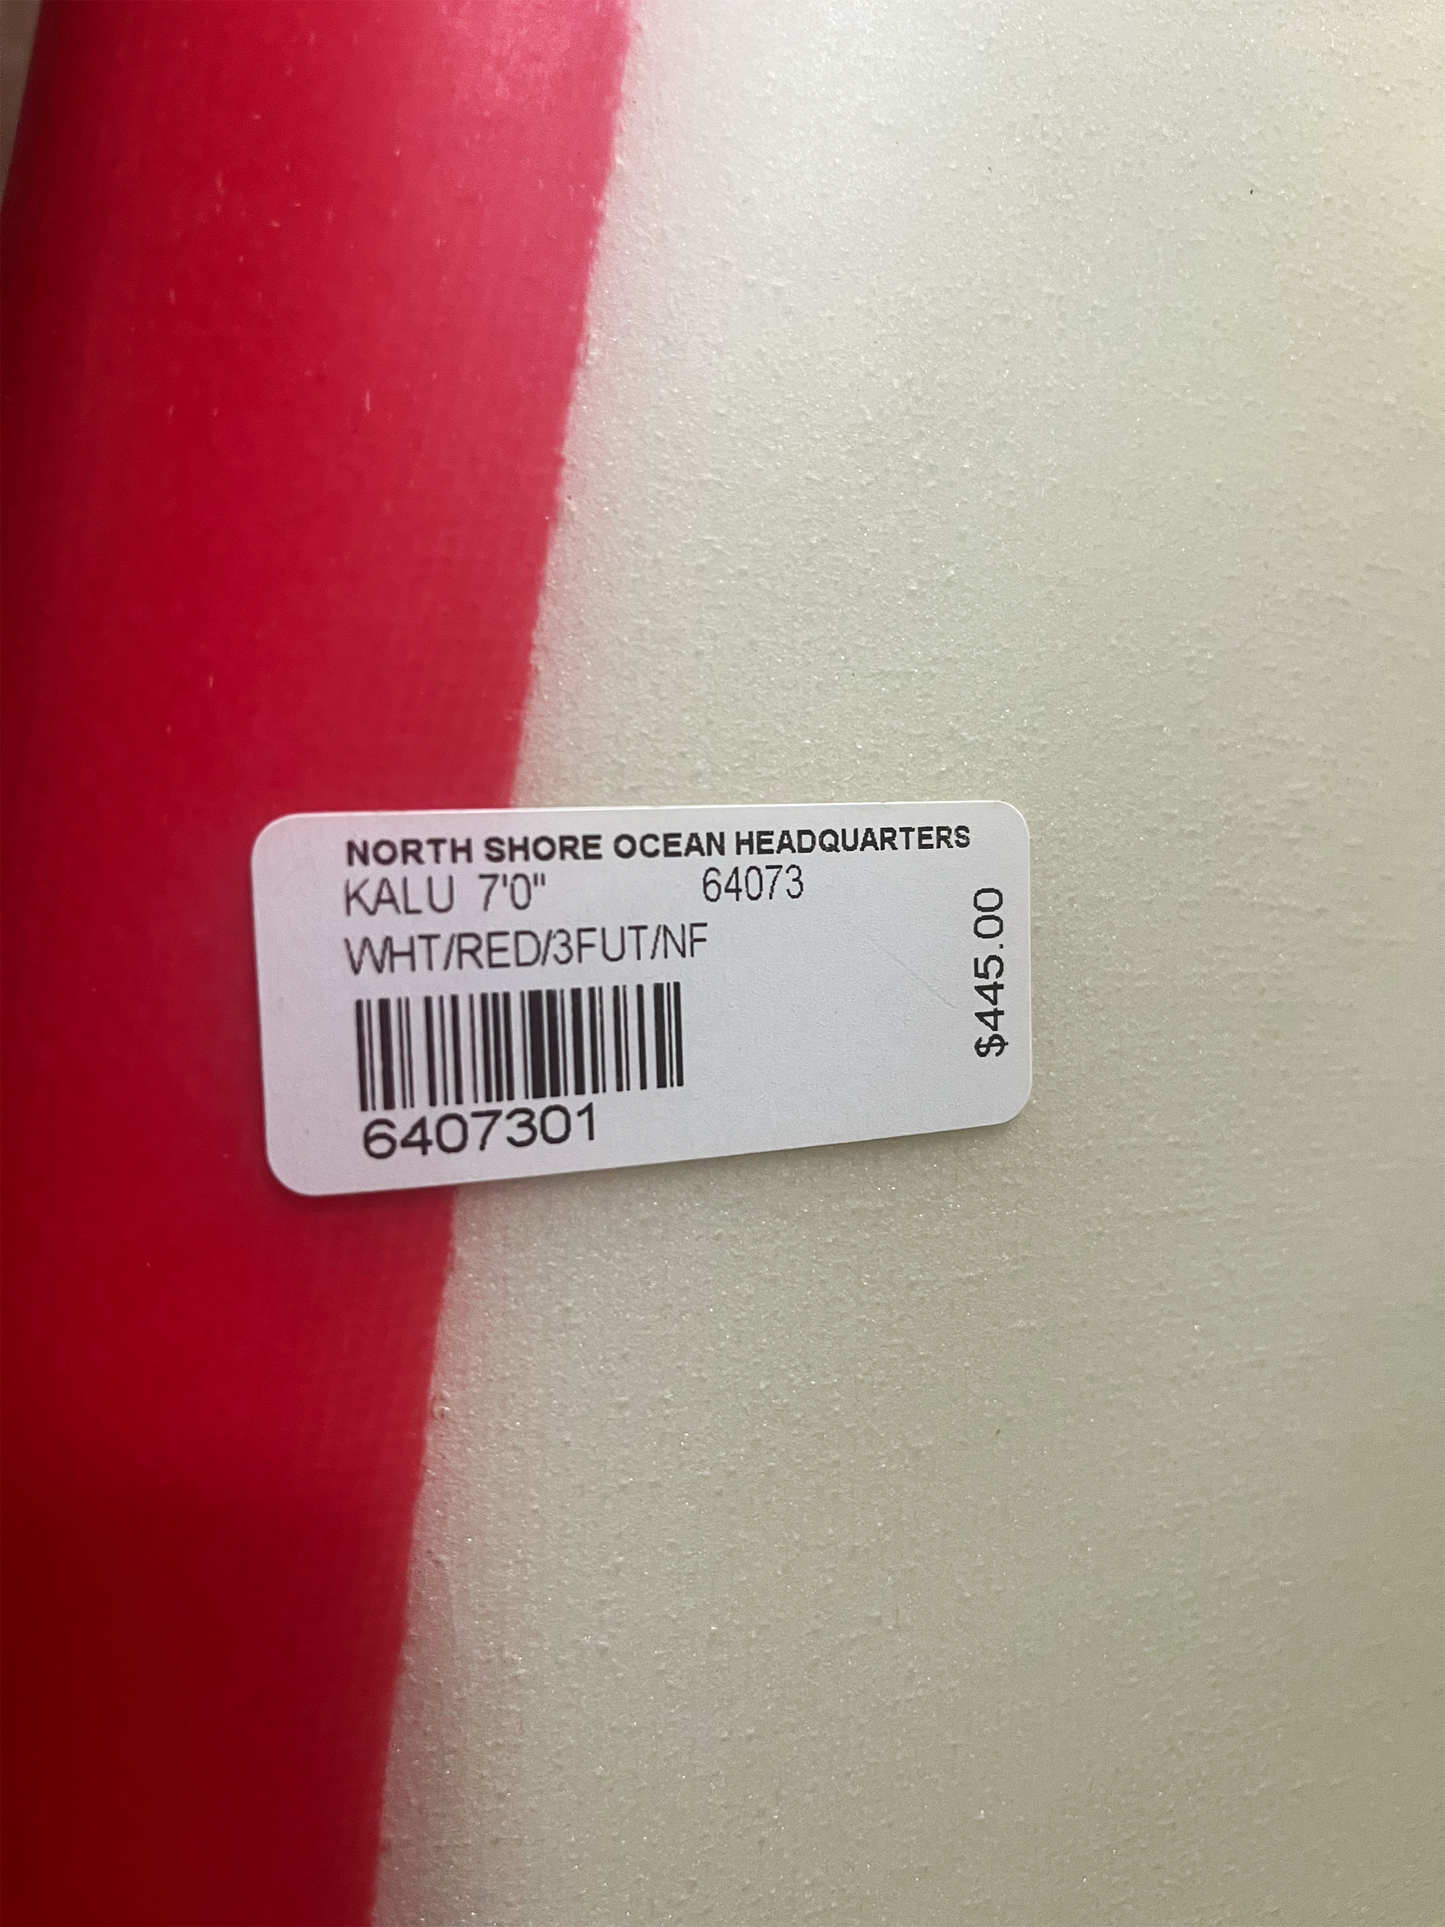 NORTH SHORE OCEAN HEADQUARTERS
KALU 7'0" 64073
WHT/RED/3FUT/NF
6407301
$445.00